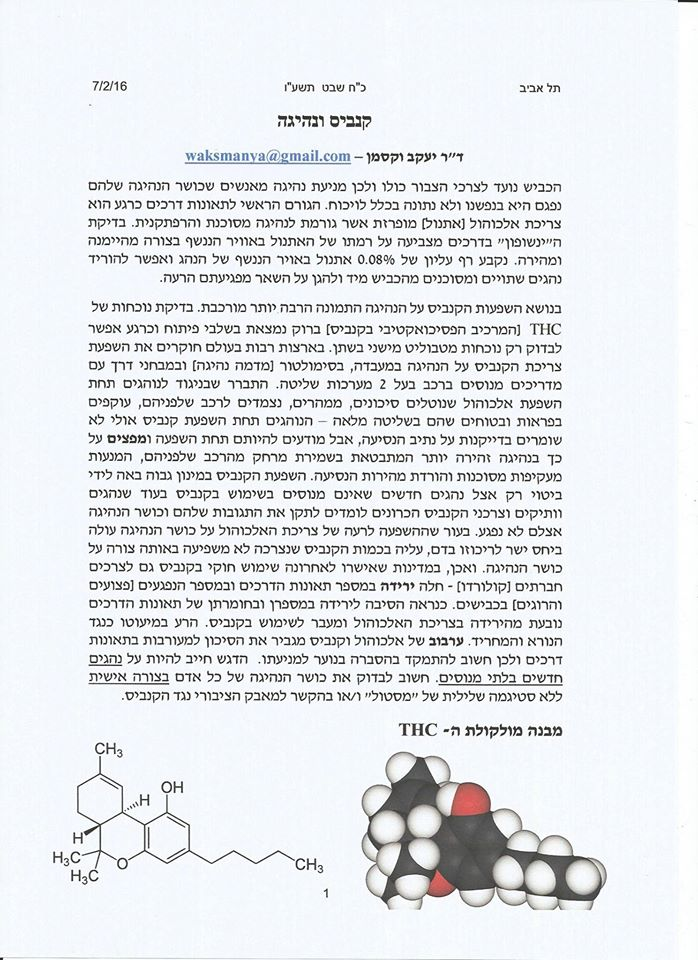 תל אביב כ"ח שבט תשע"ו 7/2/16
קנביס ונהיגה
ד"ר יעקב וקסמן – waksmanya@gmail.com
הכביש נועד לצרכי הצבור כולו ולכן מניעת נהיגה מאנשים שכושר הנהיגה שלהם
נפגם היא בנפשנו ולא נתונה בכלל לויכוח. הגורם הראשי לתאונות דרכים כרגע הוא
צריכת אלכוהול [אתנול] מופרזת אשר גורמת לנהיגה מסוכנת והרפתקנית. בדיקת
ה"ינשופון" בדרכים מצביעה על רמתו של האתנול באוויר הננשף בצורה מהיימנה
ומהירה. נקבע רף עליון של 0.08% אתנול באויר הננשף של הנהג ואפשר להוריד
נהגים שתויים ומסוכנים מהכביש מיד ולהגן על השאר מפגיעתם הרעה.
בנושא השפעות הקנביס על הנהיגה התמונה הרבה יותר מורכבת. בדיקת נוכחות של
THC [המרכיב הפסיכואקטיבי בקנביס] ברוק נמצאת בשלבי פיתוח וכרגע אפשר
לבדוק רק נוכחות מטבוליט מישני בשתן. בארצות רבות בעולם חוקרים את השפעת
צריכת הקנביס על הנהיגה במעבדה, בסימולטור [מדמה נהיגה] ובמבחני דרך עם
מדריכים מנוסים ברכב בעל 2 מערכות שליטה. התברר שבניגוד לנוהגים תחת
השפעת אלכוהול שנוטלים סיכונים, ממהרים, נצמדים לרכב שלפניהם, עוקפים
בפראות ובטוחים שהם בשליטה מלאה – הנוהגים תחת השפעת קנביס אולי לא
שומרים בדייקנות על נתיב הנסיעה, אבל מודעים להיותם תחת השפעה ומפצים על
כך בנהיגה זהירה יותר המתבטאת בשמירת מרחק מהרכב שלפניהם, המנעות
מעקיפות מסוכנות והורדת מהירות הנסיעה. השפעת הקנביס במינון גבוה באה לידי
ביטוי רק אצל נהגים חדשים שאינם מנוסים בשימוש בקנביס בעוד שנהגים
וותיקים וצרכני הקנביס הכרונים לומדים לתקן את התגובות שלהם וכושר הנהיגה
אצלם לא נפגע. בעור שההשפעה לרעה של צריכת האלכוהול על כושר הנהיגה עולה
ביחס ישר לריכוזו בדם, עליה בכמות הקנביס שנצרכה לא משפיעה באותה צורה על
כושר הנהיגה. ואכן, במדינות שאישרו לאחרונה שימוש חוקי בקנביס גם לצרכים
חברתים [קולורדו] - חלה ירידה במספר תאונות הדרכים ובמספר הנפגעים [פצועים
והרוגים] בכבישים. כנראה הסיבה לירידה במספרן ובחומרתן של תאונות הדרכים
נובעת מהירידה בצריכת האלכוהול ומעבר לשימוש בקנביס. הרע במיעוטו כנגד
הנורא והמחריד. ערבוב של אלכוהול וקנביס מגביר את הסיכון למעורבות בתאונות
דרכים ולכן חשוב להתמקד בהסברה בנוער למניעתו. הדגש חייב להיות על נהגים
חדשים בלתי מנוסים. חשוב לבדוק את כושר הנהיגה של כל אדם בצורה אישית
ללא סטיגמה שלילית של "מסטול" ו/או בהקשר למאבק הציבורי נגד הקנביס.
מבנה מולקולת ה- THC
CH₃
OH
H
H
H₃C
H₃C
O
CH₃
1